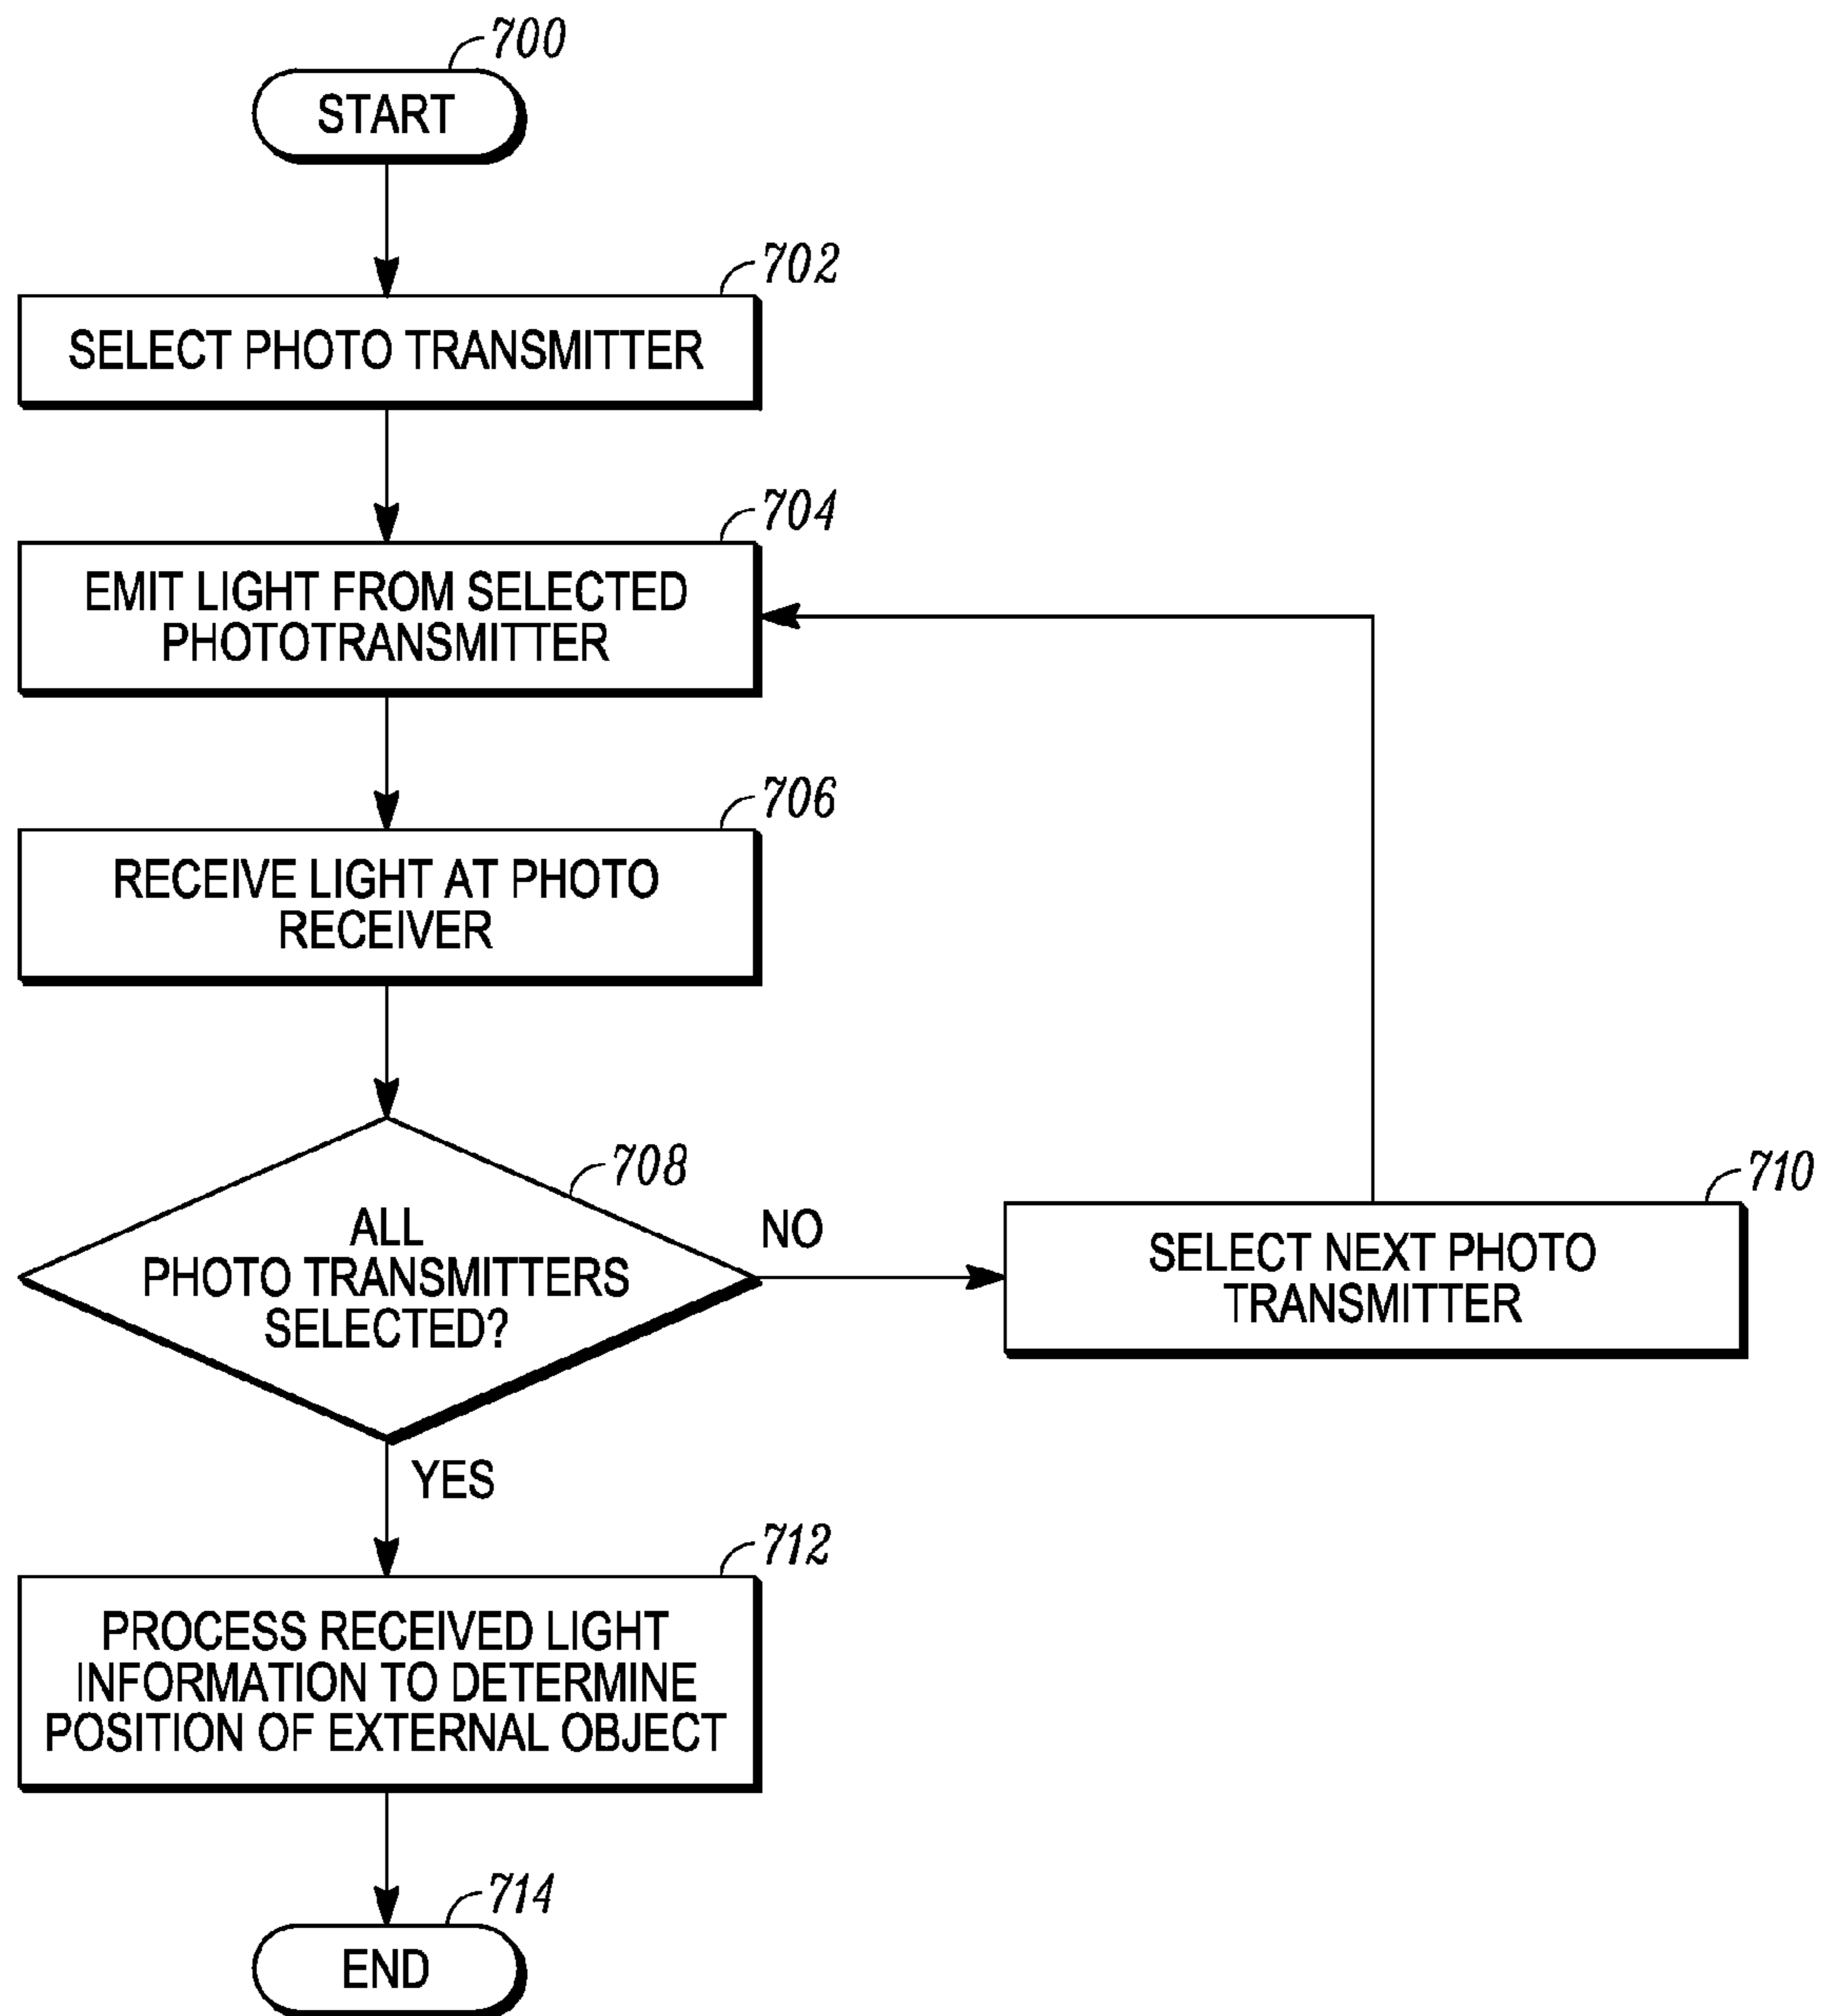 700
START
702
SELECT PHOTO TRANSMITTER
704
EMIT LIGHT FROM SELECTED
PHOTOTRANSMITTER
706
RECEIVE LIGHT AT PHOTO
RECEIVER
708
ALL
PHOTO TRANSMITTERS
SELECTED?
NO
710
SELECT NEXT PHOTO
TRANSMITTER
YES
712
PROCESS RECEIVED LIGHT
INFORMATION TO DETERMINE
POSITION OF EXTERNAL OBJECT
714
END